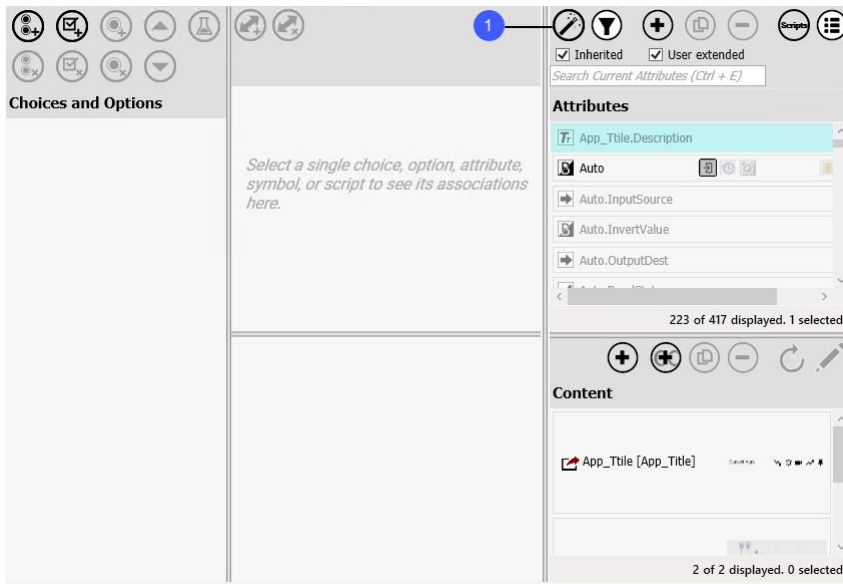 1
Scripts
Inherited
User extended
Search Current Attributes (Ctrl + E)
Choices and Options
Attributes
Select a single choice, option, attribute,
symbol, or script to see its associations
here.
App_Ttile.Description
Auto
Auto.InputSource
Auto.InvertValue
Auto.OutputDest
223 of 417 displayed. 1 selected
Content
App_Ttile [App_Title]
2 of 2 displayed. 0 selected